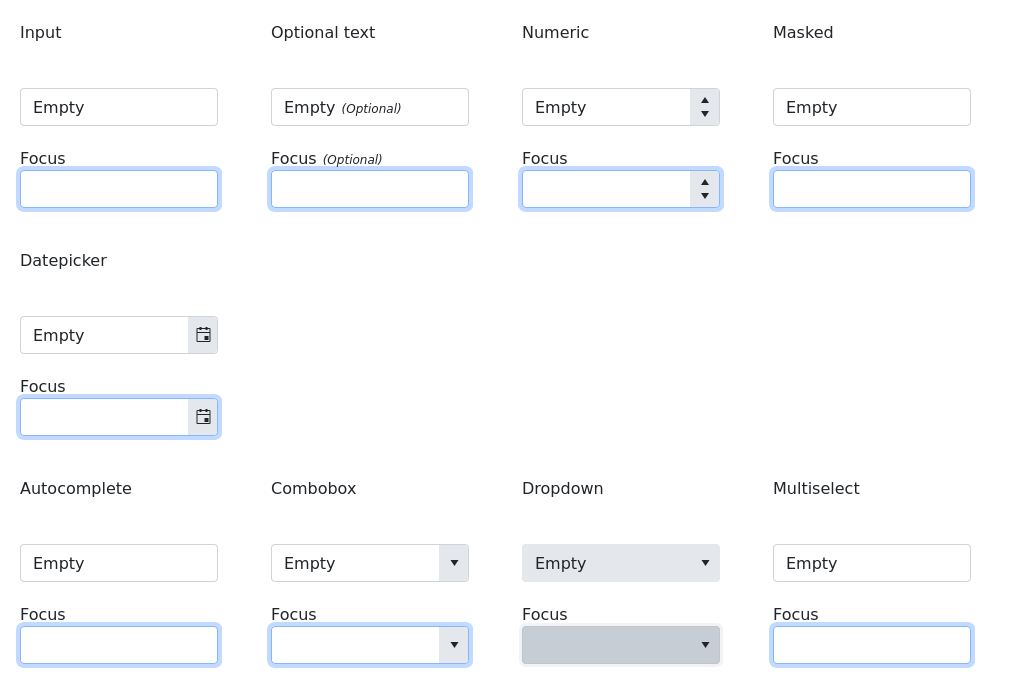 Input Optional text Numeric Masked
Empty Empty (Optional) Empty Empty
Focus Focus (Optional) Focus Focus
Datepicker
Empty
Focus
Autocomplete Combobox Dropdown Multiselect
Empty Empty Empty Empty
Focus Focus Focus Focus